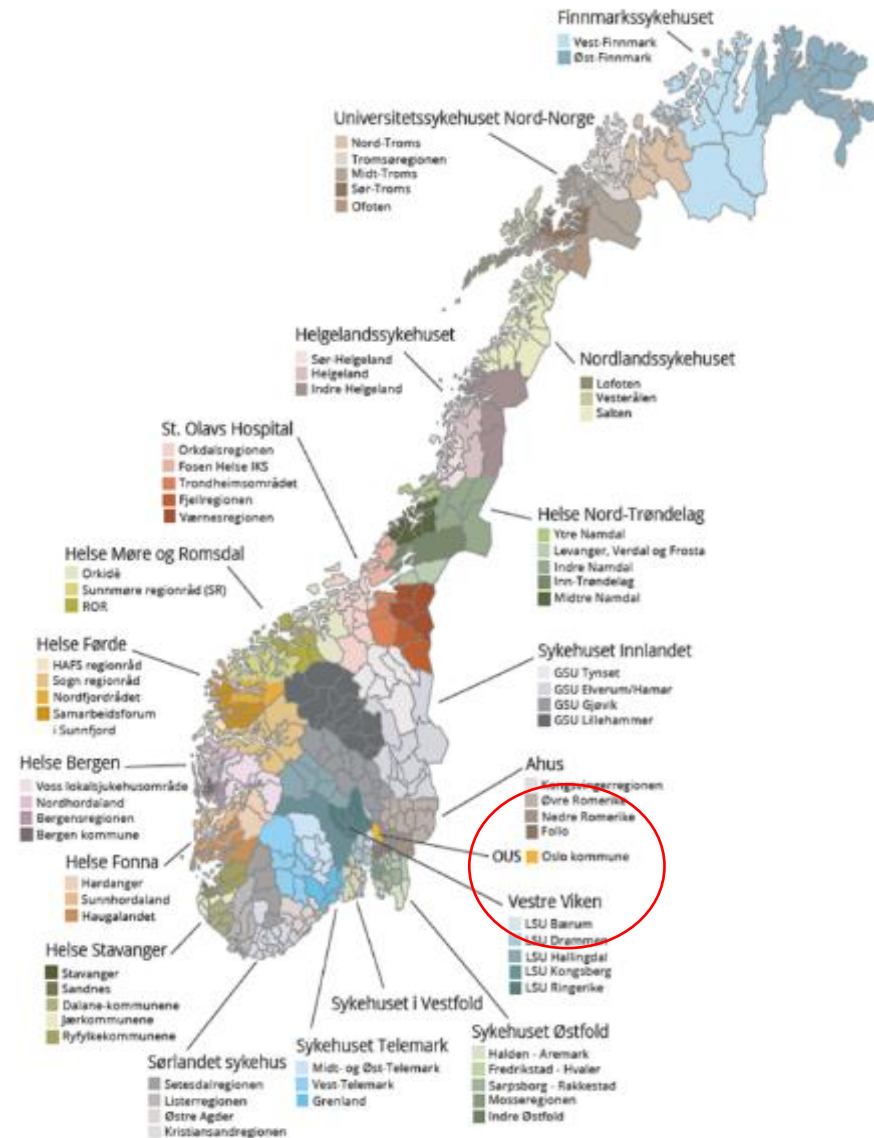 Finnmarkssykehuset
Vest-Finnmark
Øst-Finnmark
Universitetssykehuset Nord-Norge
Nord-Troms
Tromsøregionen
Midt-Troms
Sør-Troms
Ofoten
Helgelandssykehuset
Sør-Helgeland
Helgeland
Indre Helgeland
Nordlandssykehuset
Lofoten
Vesterålen
Salten
St. Olavs Hospital
Orkdalsregionen
Fosen Helse IKS
Trondheimsområdet
Fjellregionen
Værnesregionen
Helse Nord-Trøndelag
Ytre Namdal
Levanger, Verdal og Frosta
Indre Namdal
Inn-Trøndelag
Midtre Namdal
Helse Møre og Romsdal
Orkidè
Sunnmøre regionråd (SR)
ROR
Helse Førde
HAFS regionråd
Sogn regionråd
Nordfjordrådet
Samarbeidsforum
i Sunnfjord
Sykehuset Innlandet
GSU Tynset
GSU Elverum/Hamar
GSU Gjøvik
GSU Lillehammer
Helse Bergen
Voss lokalsjukehusområde
Nordhordaland
Bergensregionen
Bergen kommune
Ahus
Kongsvingerregionen
Øvre Romerike
Nedre Romerike
Follo
OUS Oslo kommune
Helse Fonna
Hardanger
Sunnhordaland
Haugalandet
Vestre Viken
LSU Bærum
LSU Drammen
LSU Hallingdal
LSU Kongsberg
LSU Ringerike
Helse Stavanger
Stavanger
Sandnes
Dalane-kommunene
Jærkommunene
Ryfylkekommunene
Sykehuset i Vestfold
Sykehuset Østfold
Halden - Aremark
Fredrikstad - Hvaler
Sarpsborg - Rakkestad
Mosseregionen
Indre Østfold
Sykehuset Telemark
Midt- og Øst-Telemark
Vest-Telemark
Grenland
Sørlandet sykehus
Setesdalregionen
Listerregionen
Østre Agder
Kristiansandregionen